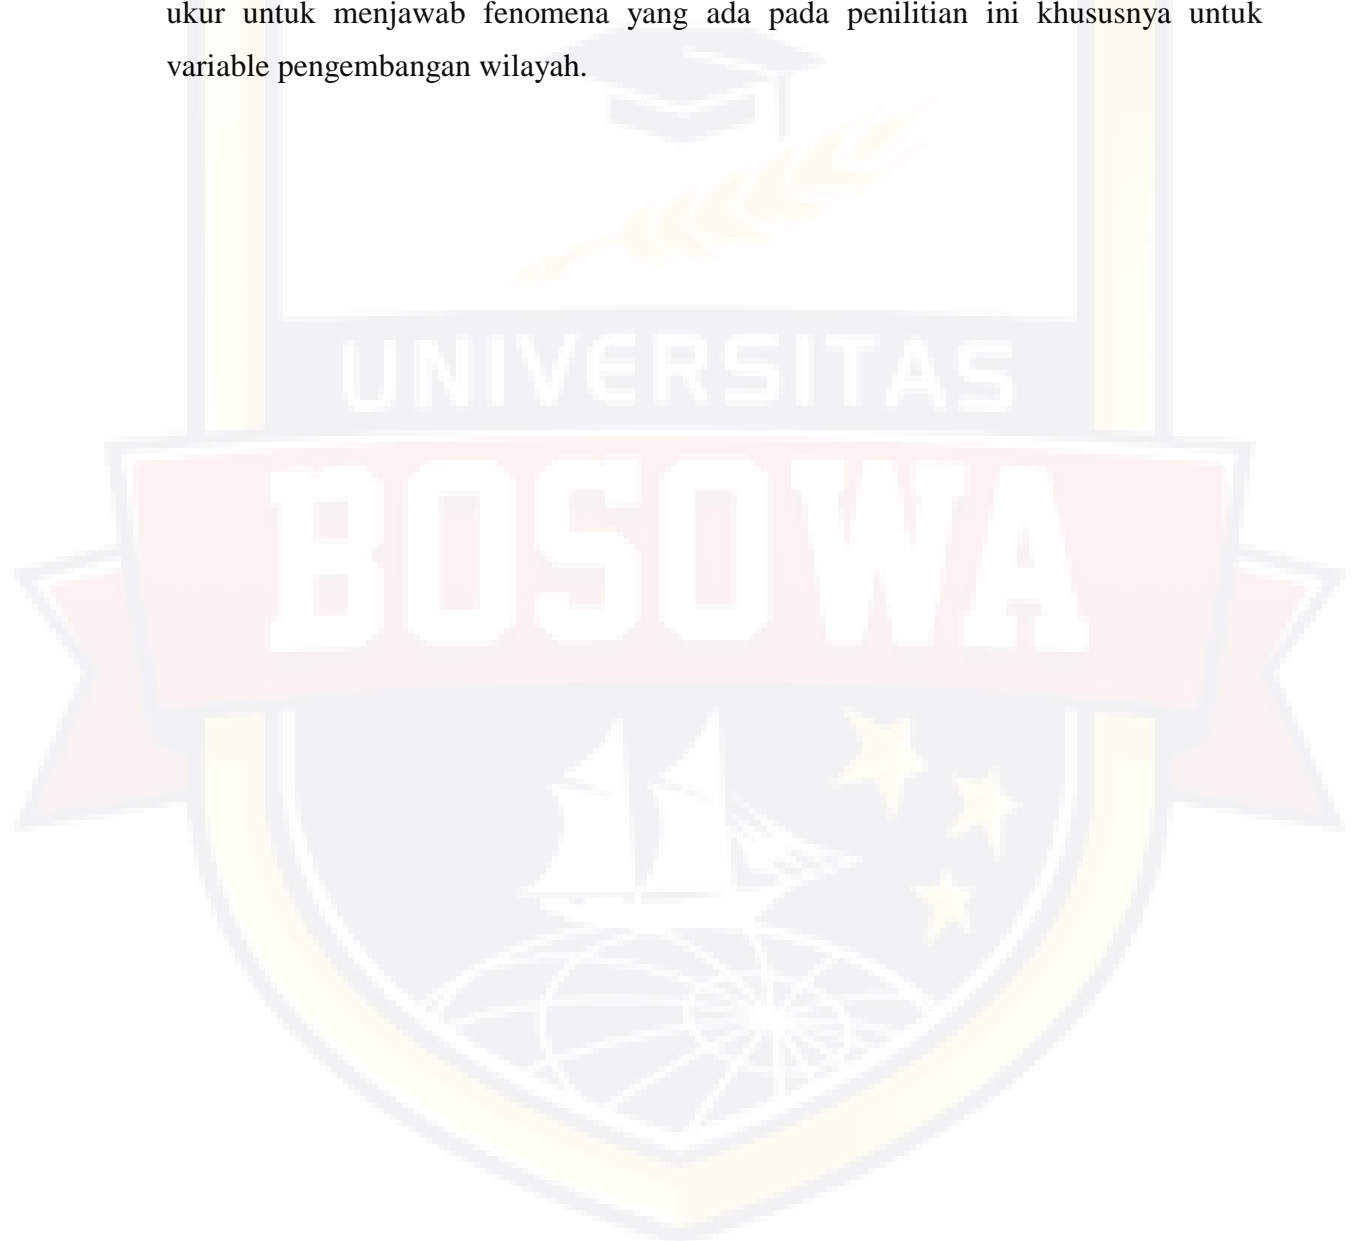 ukur untuk menjawab fenomena yang ada pada penilitian ini khususnya untuk
variable pengembangan wilayah.
UNIVERSITAS
BOSOWA